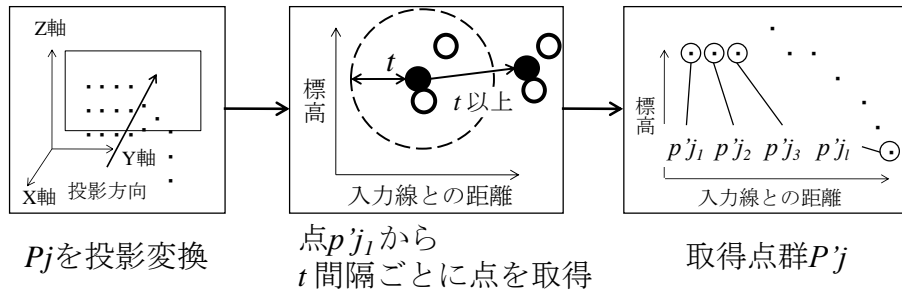 Z軸
Y軸
X軸
投影方向
Pjを投影変換
標高
t
t以上
入力線との距離
点p'j1から
t間隔ごとに点を取得
標高
p'j1 p'j2 p'j3 p'jl
入力線との距離
取得点群P'j